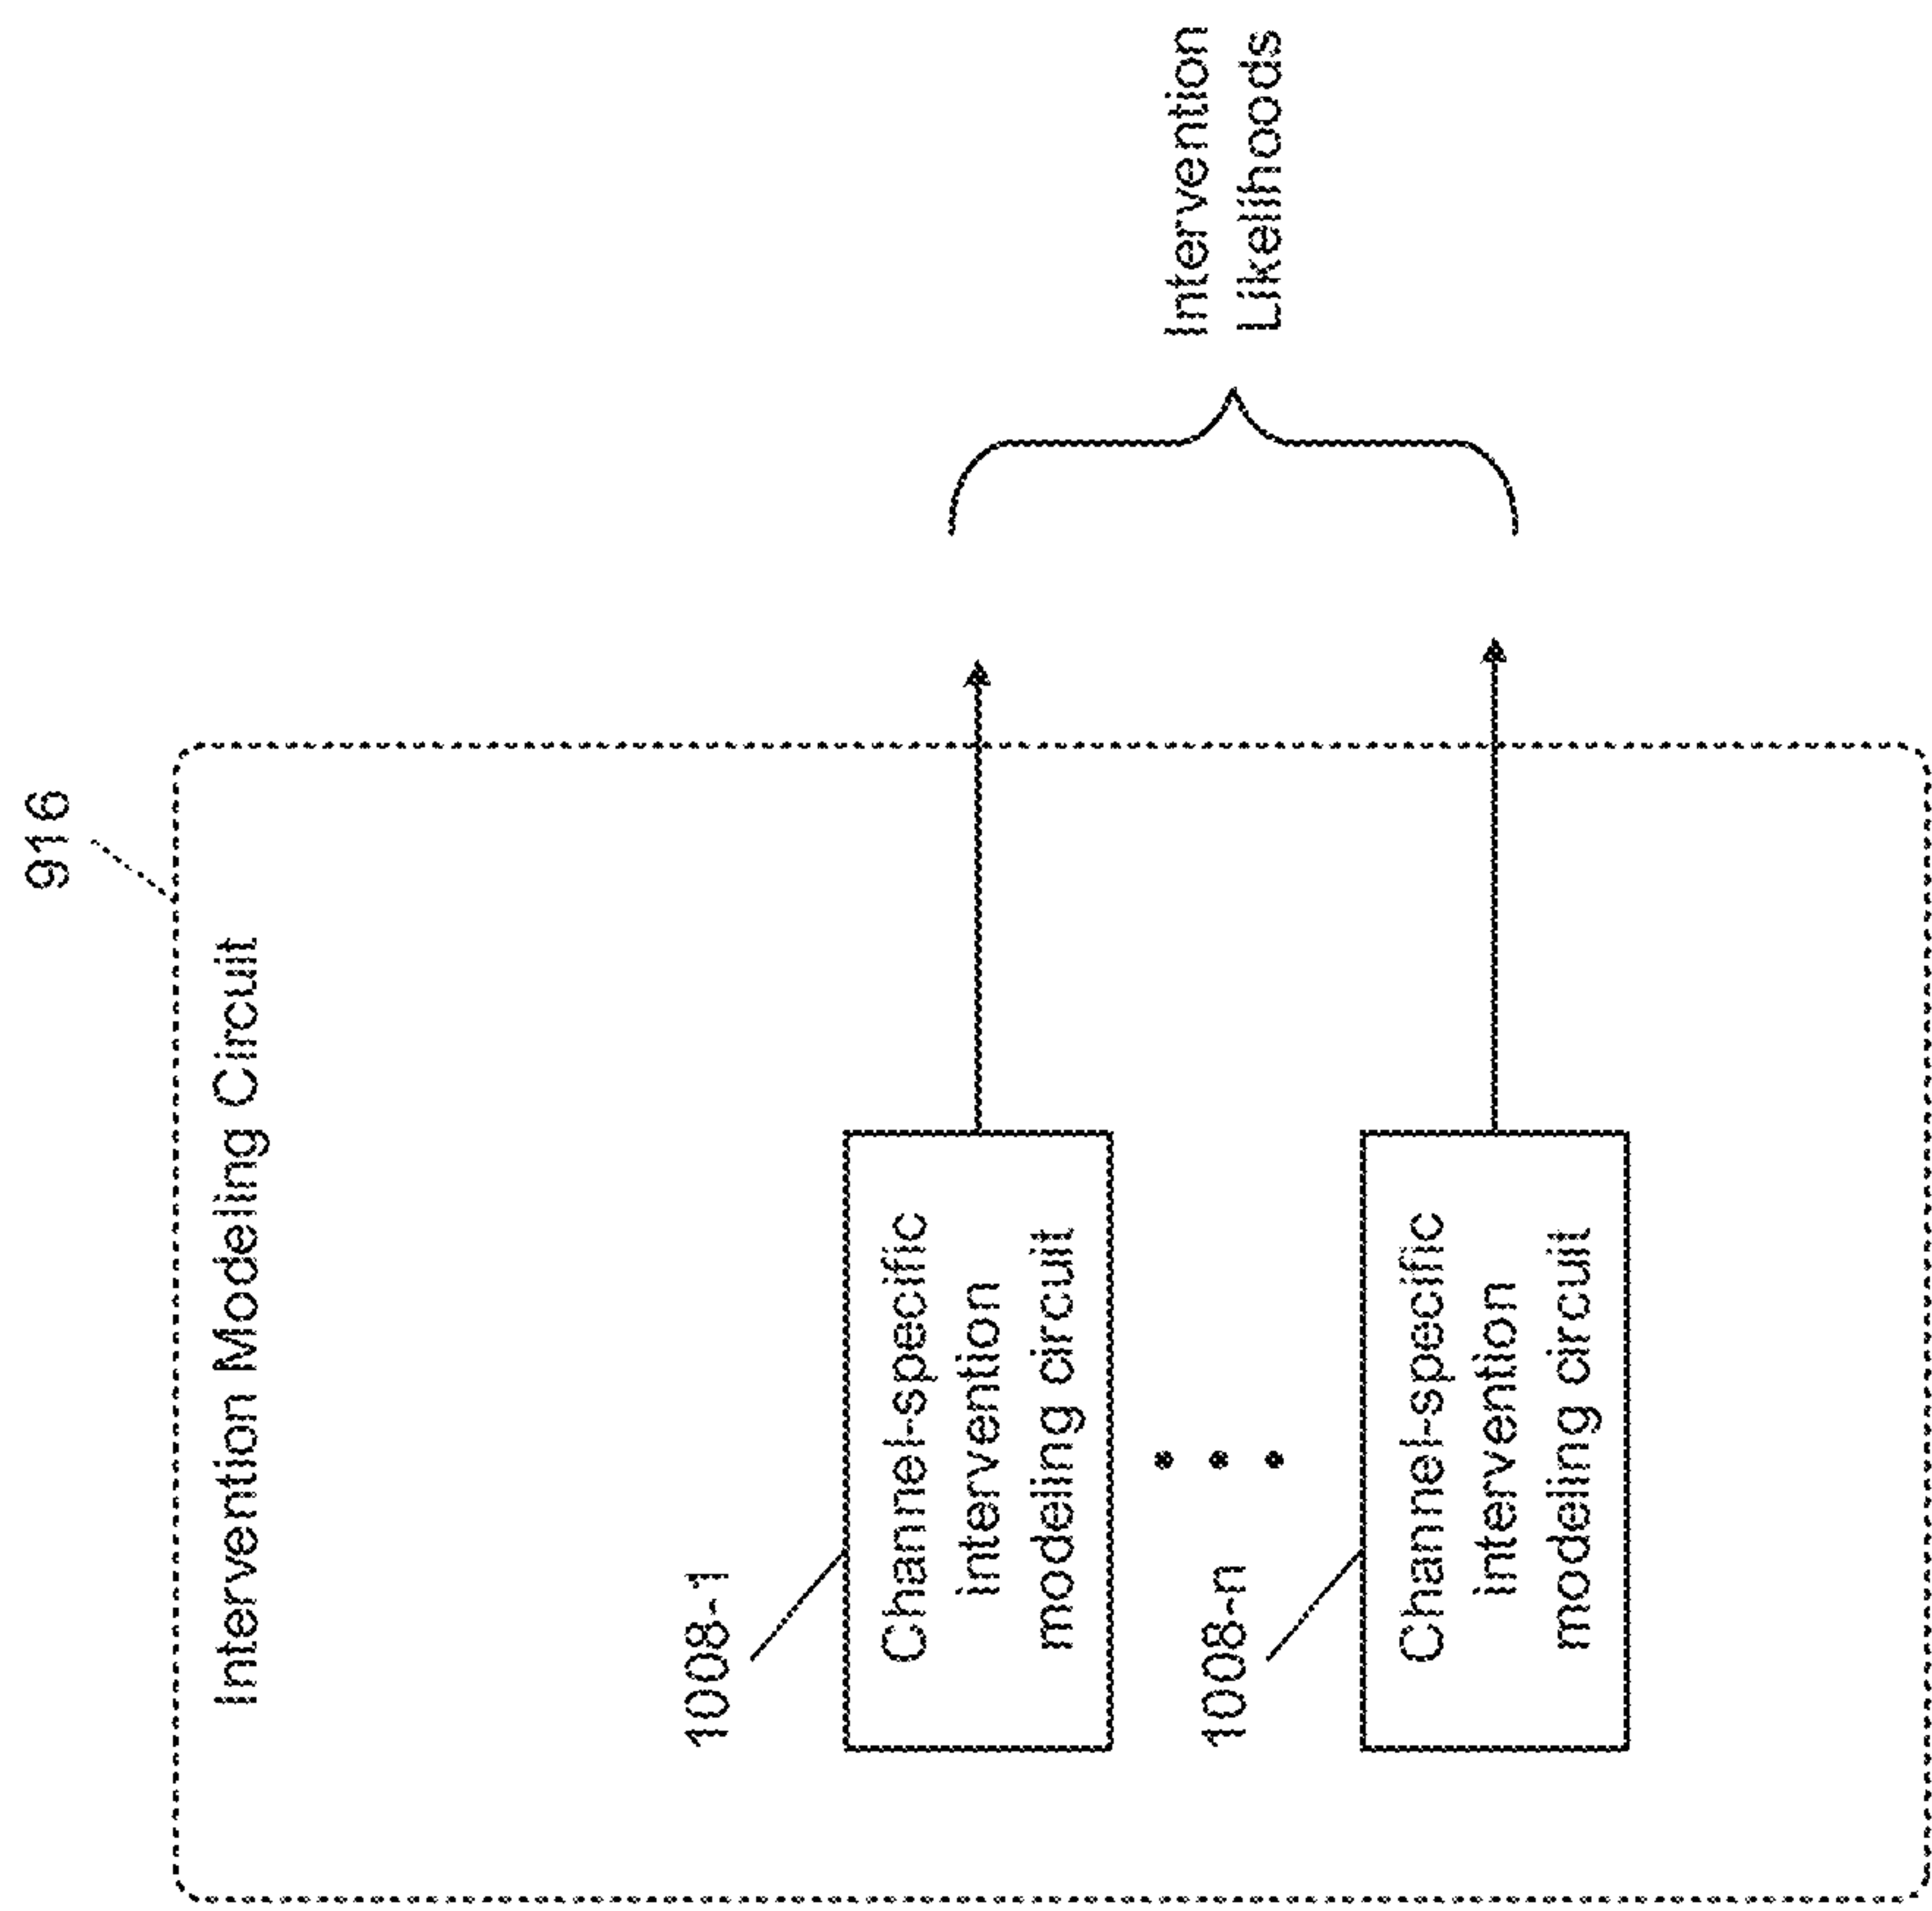 916
Intervention Modeling Circuit
1008-1
Channel-specific
intervention
modeling circuit
1008-n
Channel-specific
intervention
modeling circuit
Intervention
Likelihoods